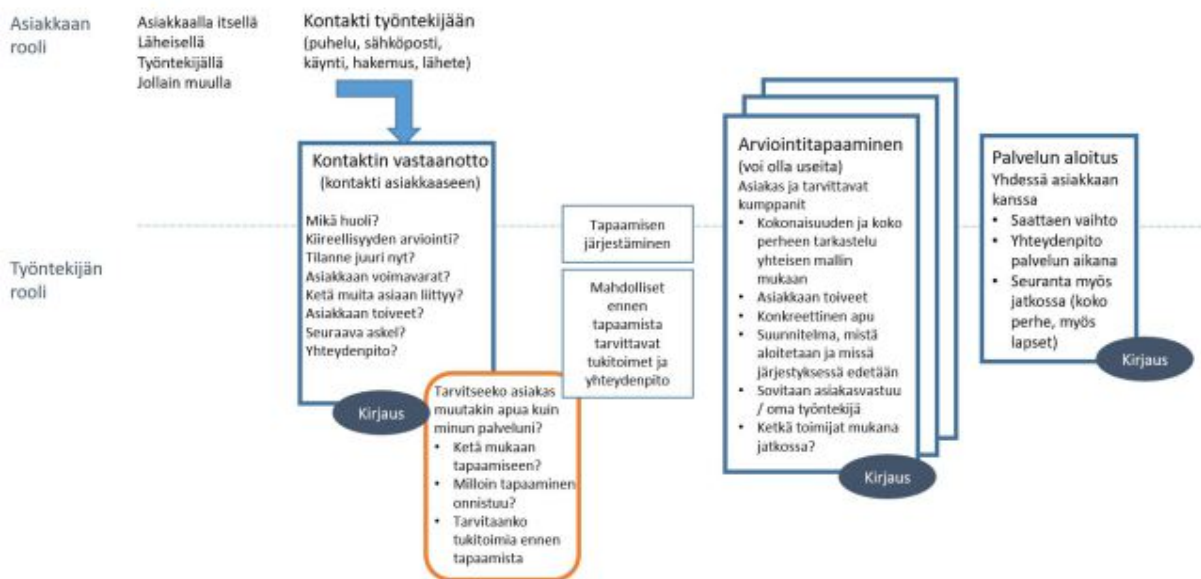 Asiakkaan
rooli
Asiakkaalla itsellä
Läheisellä
Työntekijällä
Jollain muulla
Kontakti työntekijään
(puhelu, sähköposti,
käynti, hakemus, lähete)
Kontaktin vastaanotto
(kontakti asiakkaaseen)
Mikä huoli?
Kiireellisyyden arviointi?
Tilanne juuri nyt?
Asiakkaan voimavarat?
Ketä muita asiaan liittyy?
Asiakkaan toiveet?
Seuraava askel?
Yhteydenpito?
Kirjaus
Työntekijän
rooli
Tarvitseeko asiakas
muutakin apua kuin
minun palveluni?
• Ketä mukaan
tapaamiseen?
• Milloin tapaaminen
onnistuu?
• Tarvitaanko
tukitoimia ennen
tapaamista
Tapaamisen
järjestäminen
Mahdolliset
ennen
tapaamista
tarvittavat
tukitoimet ja
yhteydenpito
Arviointitapaaminen
(voi olla useita)
Asiakas ja tarvittavat
kumppanit
• Kokonaisuuden ja koko
perheen tarkastelu
yhteisen mallin
mukaan
• Asiakkaan toiveet
• Konkreettinen apu
• Suunnitelma, mistä
aloitetaan ja missä
järjestyksessä edetään
• Sovitaan asiakasvastuu
/ oma työntekijä
• Ketkä toimijat mukana
jatkossa?
Kirjaus
Palvelun aloitus
Yhdessä asiakkaan
kanssa
• Saattaen vaihto
• Yhteydenpito
palvelun aikana
• Seuranta myös
jatkossa (koko
perhe, myös
lapset)
Kirjaus